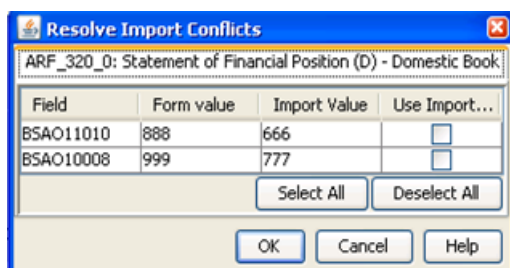 Resolve Import Conflicts
ARF_320_0: Statement of Financial Position (D) - Domestic Book
Field Form value Import Value Use Import...
BSAO11010 888 666
BSAO10008 999 777
Select All Deselect All
OK Cancel Help